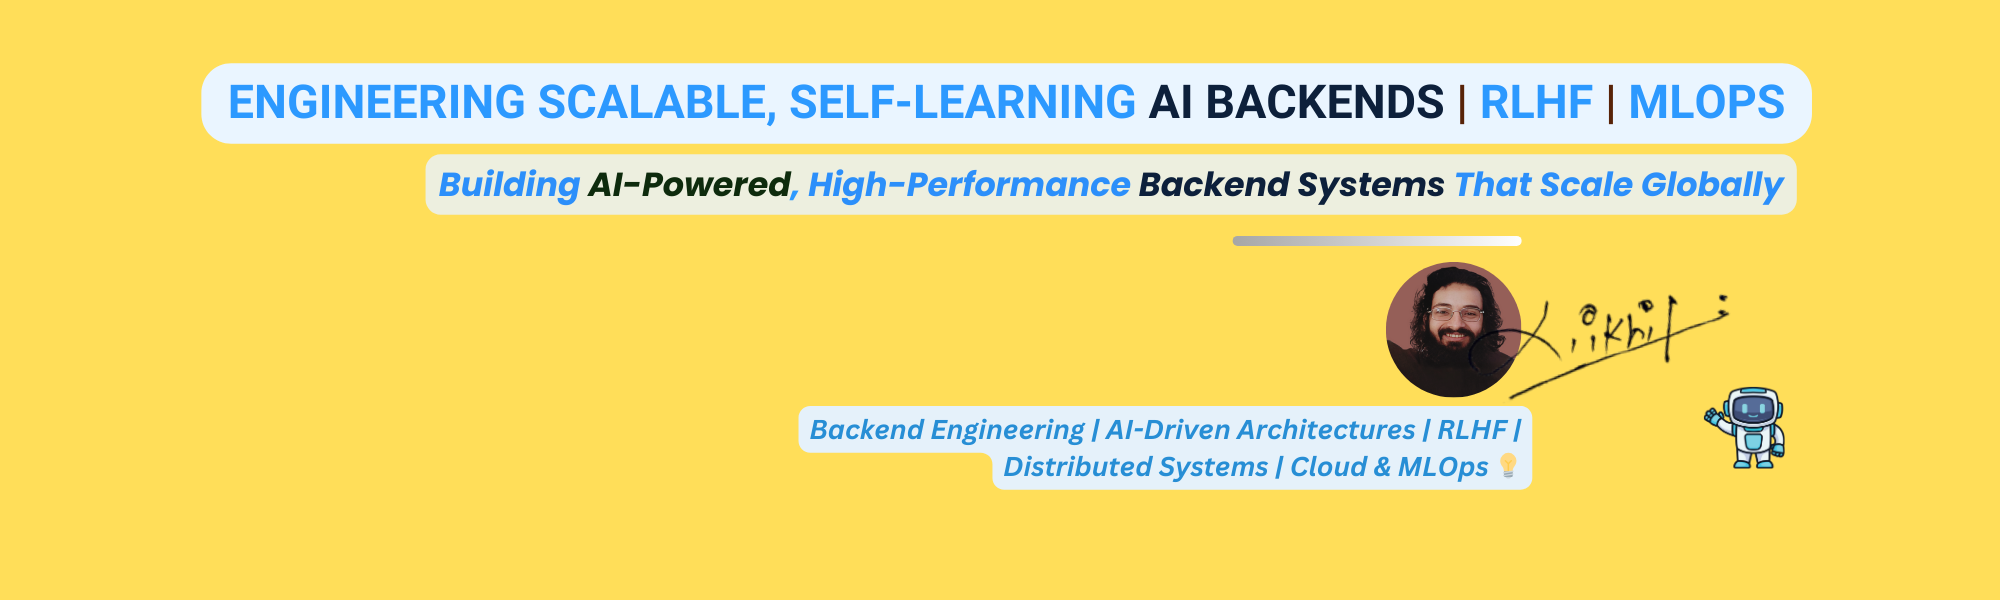 ENGINEERING SCALABLE, SELF-LEARNING AI BACKENDS | RLHF | MLOPS
Building AI-Powered, High-Performance Backend Systems That Scale Globally
Backend Engineering | AI-Driven Architectures | RLHF |
Distributed Systems | Cloud & MLOps 💡